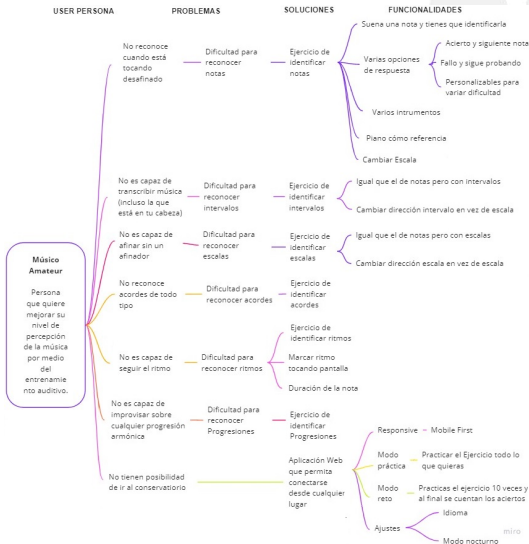 USER PERSONA
PROBLEMAS
SOLUCIONES
FUNCIONALIDADES
Músico
Amateur
Persona
que quiere
mejorar su
nivel de
percepción
de la música
por medio
del
entrenamie
nto auditivo.
No reconoce
cuando está
tocando
desafinado
Dificultad para
reconocer
notas
Ejercicio de
identificar
notas
Suena una nota y tienes que identificarla
Varias opciones
de respuesta
Acierto y siguiente nota
Fallo y sigue probando
Personalizables para
variar dificultad
Varios intrumentos
Piano cómo referencia
Cambiar Escala
No es capaz de
transcribir música
(incluso la que
está en tu cabeza)
Dificultad para
reconocer
intervalos
Ejercicio de
identificar
intervalos
Igual que el de notas pero con intervalos
Cambiar dirección intervalo en vez de escala
No es capaz de
afinar sin un
afinador
Dificultad para
reconocer
escalas
Ejercicio de
identificar
escalas
Igual que el de notas pero con escalas
Cambiar dirección escala en vez de escala
No reconoce
acordes de todo
tipo
Dificultad para
reconocer acordes
Ejercicio de
identificar
acordes
No es capaz de
seguir el ritmo
Dificultad para
reconocer ritmos
Ejercicio de
identificar ritmos
Marcar ritmo
tocando pantalla
Duración de la nota
No es capaz de
improvisar sobre
cualquier progresión
armónica
Dificultad para
reconocer
Progresiones
Ejercicio de
identificar
Progresiones
No tienen posibilidad
de ir al conservatiorio
Aplicación Web
que permita
conectarse
desde cualquier
lugar
Responsive
Mobile First
Modo
práctica
Practicar el Ejercicio todo lo
que quieras
Modo
reto
Practicas el ejercicio 10 veces y
al final se cuentan los aciertos
Ajustes
Idioma
Modo nocturno
miro